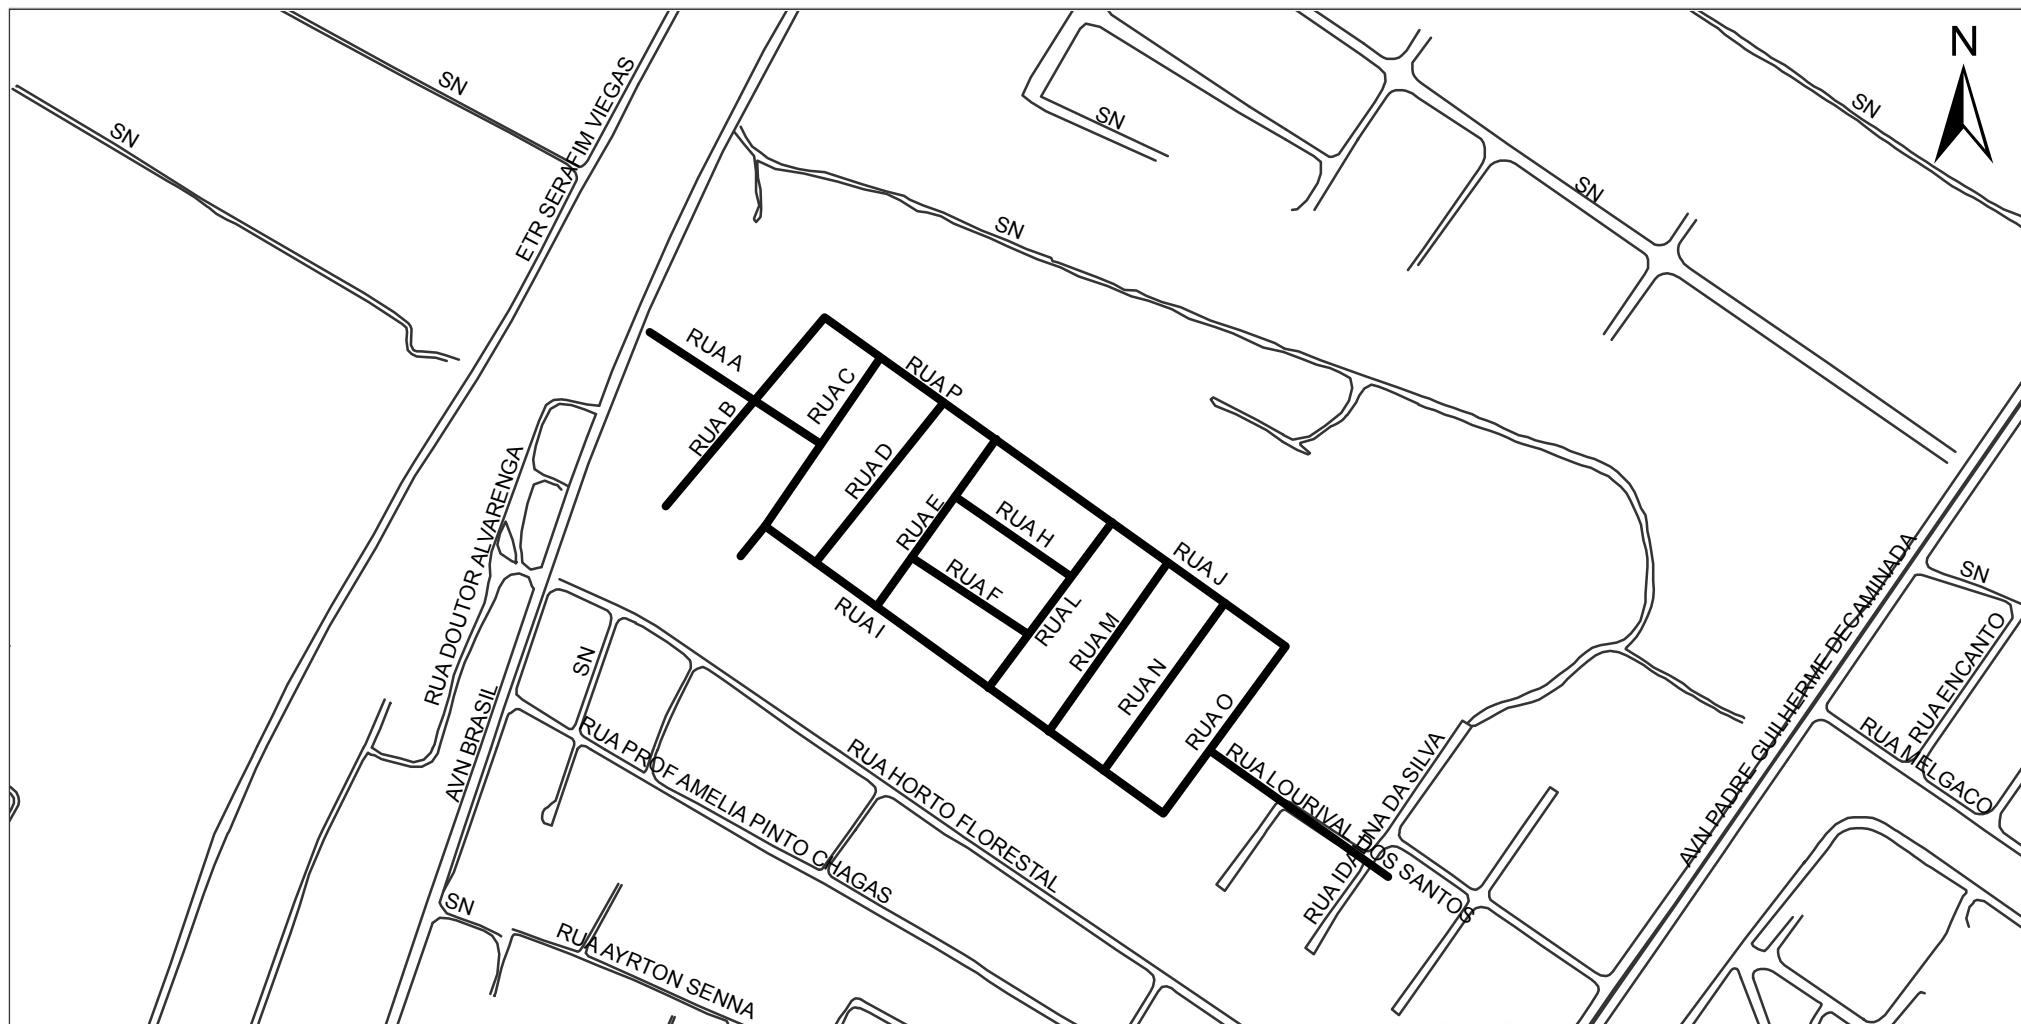 N
SN
SN
ETR SERAFIM VIEGAS
SN
SN
SN
SN
RUA A
RUA B
RUA C
RUA P
RUA D
RUA E
RUA H
RUA F
RUA J
RUA I
RUA L
RUA M
RUA N
RUA O
RUA LOURIVAL DOS SANTOS
RUA IDALINA DA SILVA
RUA DOUTOR ALVARENGA
AVN BRASIL
SN
RUA PROF AMELIA PINTO CHAGAS
RUA HORTO FLORESTAL
SN
RUA AYRTON SENNA
AVN PADRE GUILHERME DECAMINADA
SN
RUA ENCANTO
RUA MELGACO